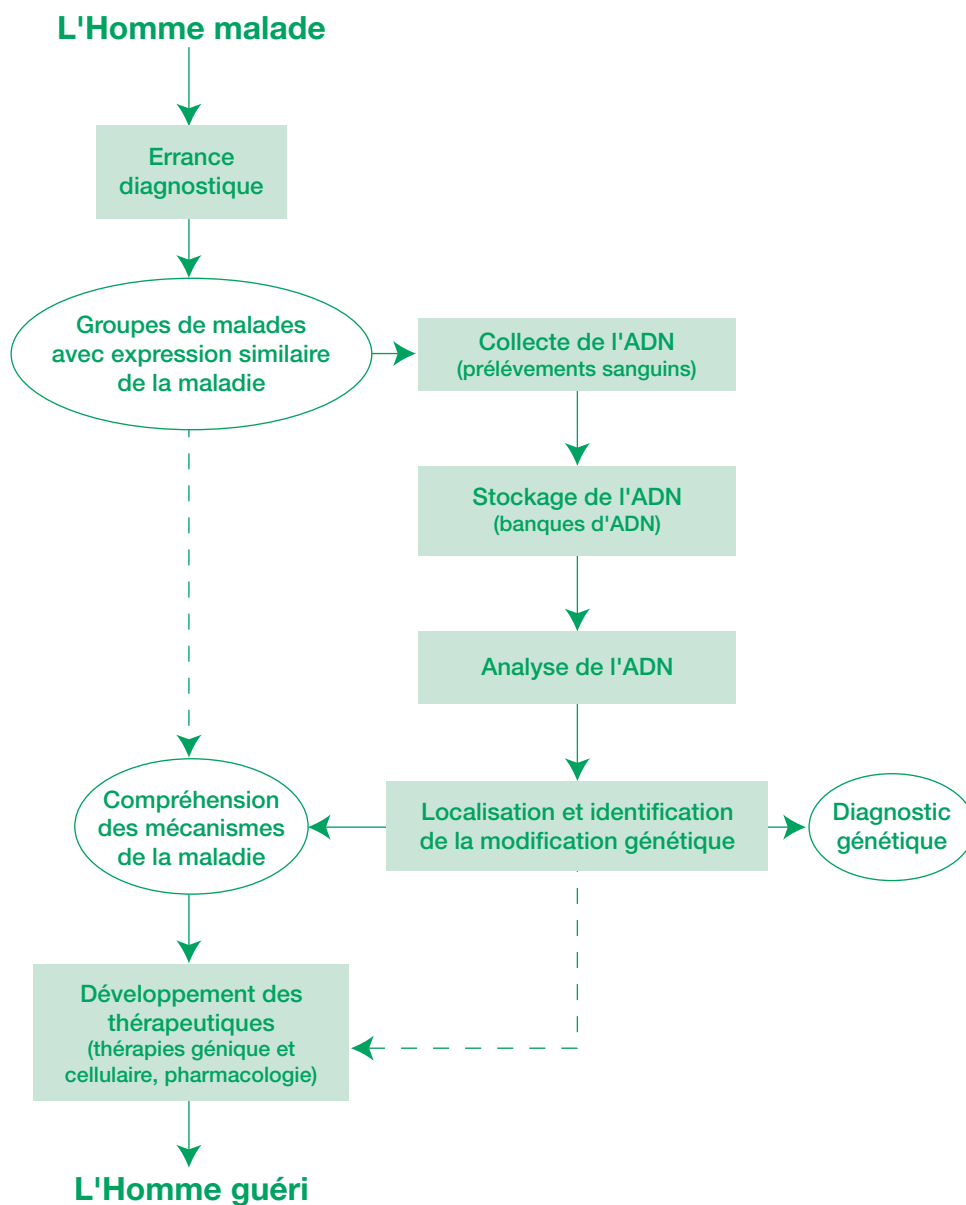 L'Homme malade
Errance
diagnostique
Groupes de malades
avec expression similaire
de la maladie
Collecte de l'ADN
(prélévements sanguins)
Stockage de l'ADN
(banques d'ADN)
Analyse de l'ADN
Localisation et identification
de la modification génétique
Diagnostic
génétique
Compréhension
des mécanismes
de la maladie
Développement des
thérapeutiques
(thérapies génique et
cellulaire, pharmacologie)
L'Homme guéri